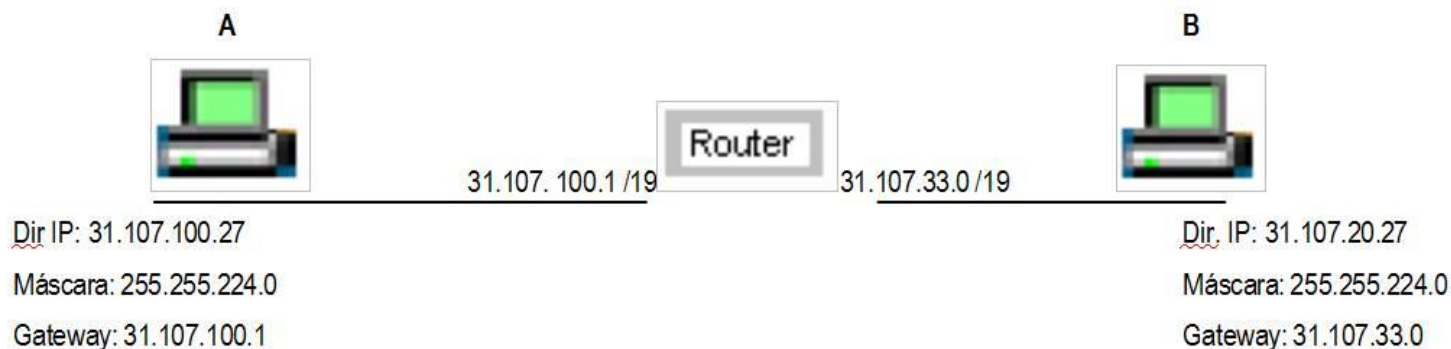 A
B
Router
31.107. 100.1 /19
31.107.33.0 /19
Dir IP: 31.107.100.27
Máscara: 255.255.224.0
Gateway: 31.107.100.1
Dir. IP: 31.107.20.27
Máscara: 255.255.224.0
Gateway: 31.107.33.0